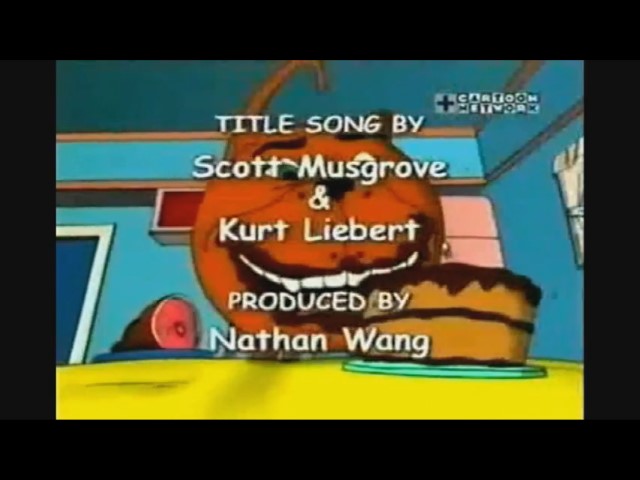 CARTOON
NETWORK
TITLE SONG BY
Scott Musgrove
&
Kurt Liebert
PRODUCED BY
Nathan Wang